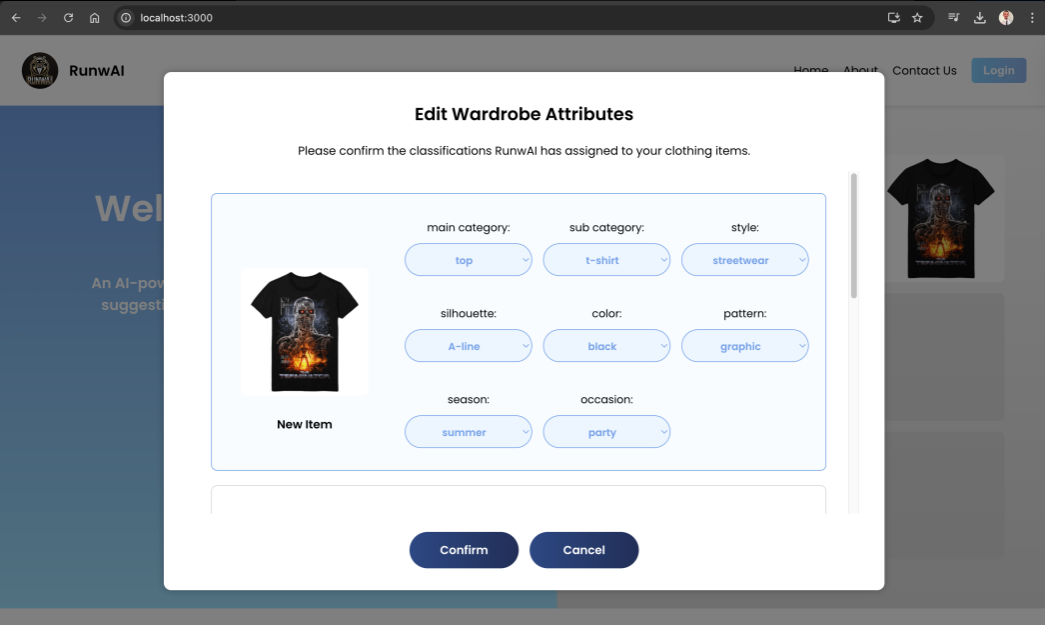 localhost:3000
RunwAI
Home About Contact Us Login
Edit Wardrobe Attributes
Please confirm the classifications RunwAI has assigned to your clothing items.
Wel
An AI-pow
suggesti
main category: sub category: style:
top t-shirt streetwear
silhouette: color: pattern:
A-line black graphic
New Item
season: occasion:
summer party
Confirm Cancel